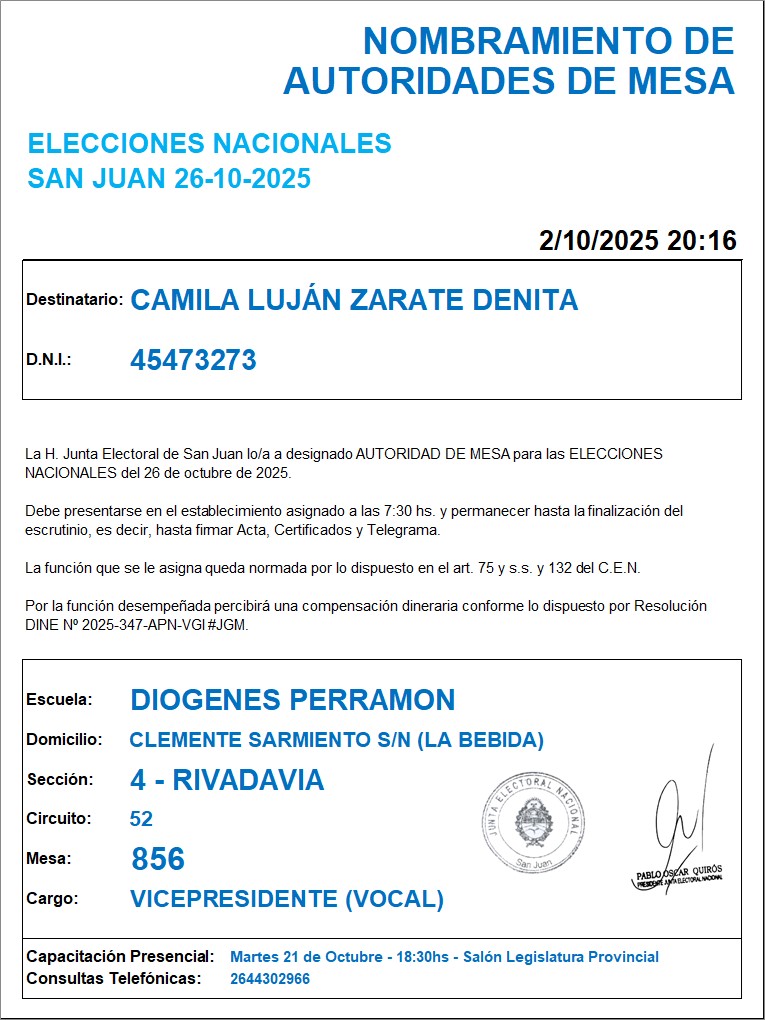 NOMBRAMIENTO DE
AUTORIDADES DE MESA
ELECCIONES NACIONALES
SAN JUAN 26-10-2025
2/10/2025 20:16
Destinatario: CAMILA LUJÁN ZARATE DENITA
D.N.I.: 45473273
La H. Junta Electoral de San Juan lo/a a designado AUTORIDAD DE MESA para las ELECCIONES
NACIONALES del 26 de octubre de 2025.
Debe presentarse en el establecimiento asignado a las 7:30 hs. y permanecer hasta la finalización del
escrutinio, es decir, hasta firmar Acta, Certificados y Telegrama.
La función que se le asigna queda normada por lo dispuesto en el art. 75 y s.s. y 132 del C.E.N.
Por la función desempeñada percibirá una compensación dineraria conforme lo dispuesto por Resolución
DINE Nº 2025-347-APN-VGI#JGM.
Escuela: DIOGENES PERRAMON
Domicilio: CLEMENTE SARMIENTO S/N (LA BEBIDA)
Sección: 4 - RIVADAVIA
Circuito: 52
Mesa: 856
Cargo: VICEPRESIDENTE (VOCAL)
JUNTA ELECTORAL NACIONAL
San Juan
PABLO OSCAR QUIRÓS
PRESIDENTE JUNTA ELECTORAL NACIONAL
Capacitación Presencial: Martes 21 de Octubre - 18:30hs - Salón Legislatura Provincial
Consultas Telefónicas: 2644302966